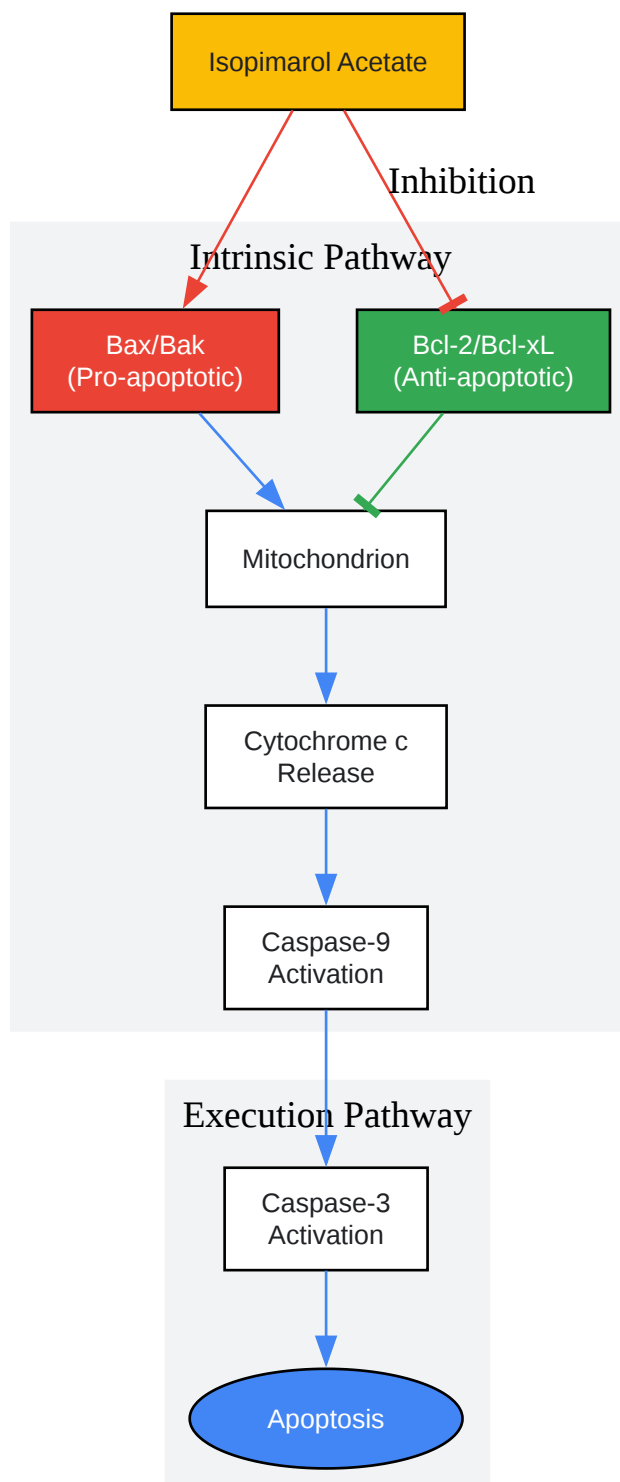 Isopimarol Acetate
Inhibition
Intrinsic Pathway
Bax/Bak
(Pro-apoptotic)
Bcl-2/Bcl-xL
(Anti-apoptotic)
Mitochondrion
Cytochrome c
Release
Caspase-9
Activation
Execution Pathway
Caspase-3
Activation
Apoptosis